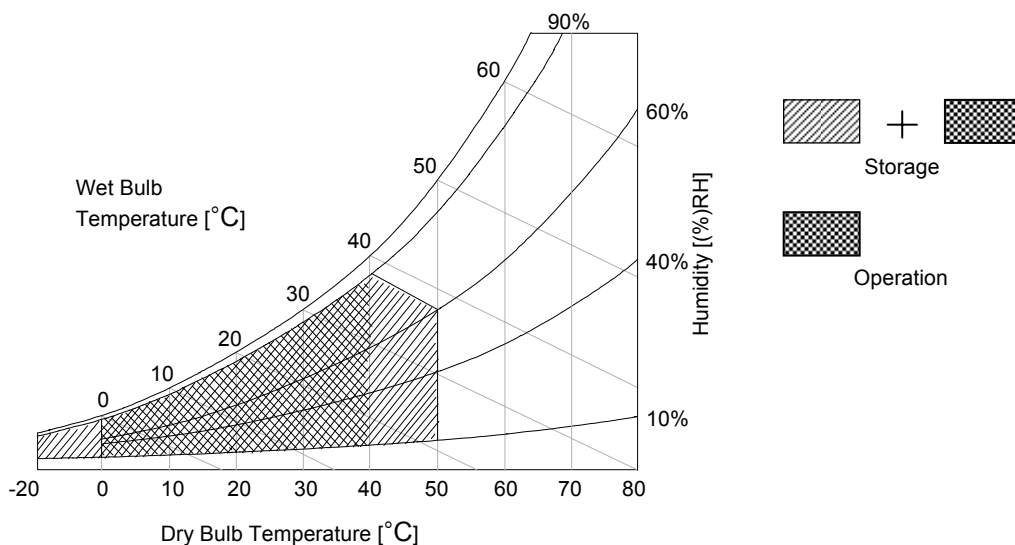 90%
60
60%
50
Wet Bulb
Temperature [°C]
Storage
40
40%
30
Operation
20
10
0
10%
Humidity [(%)RH]
-20 0 10 20 30 40 50 60 70 80
Dry Bulb Temperature [°C]